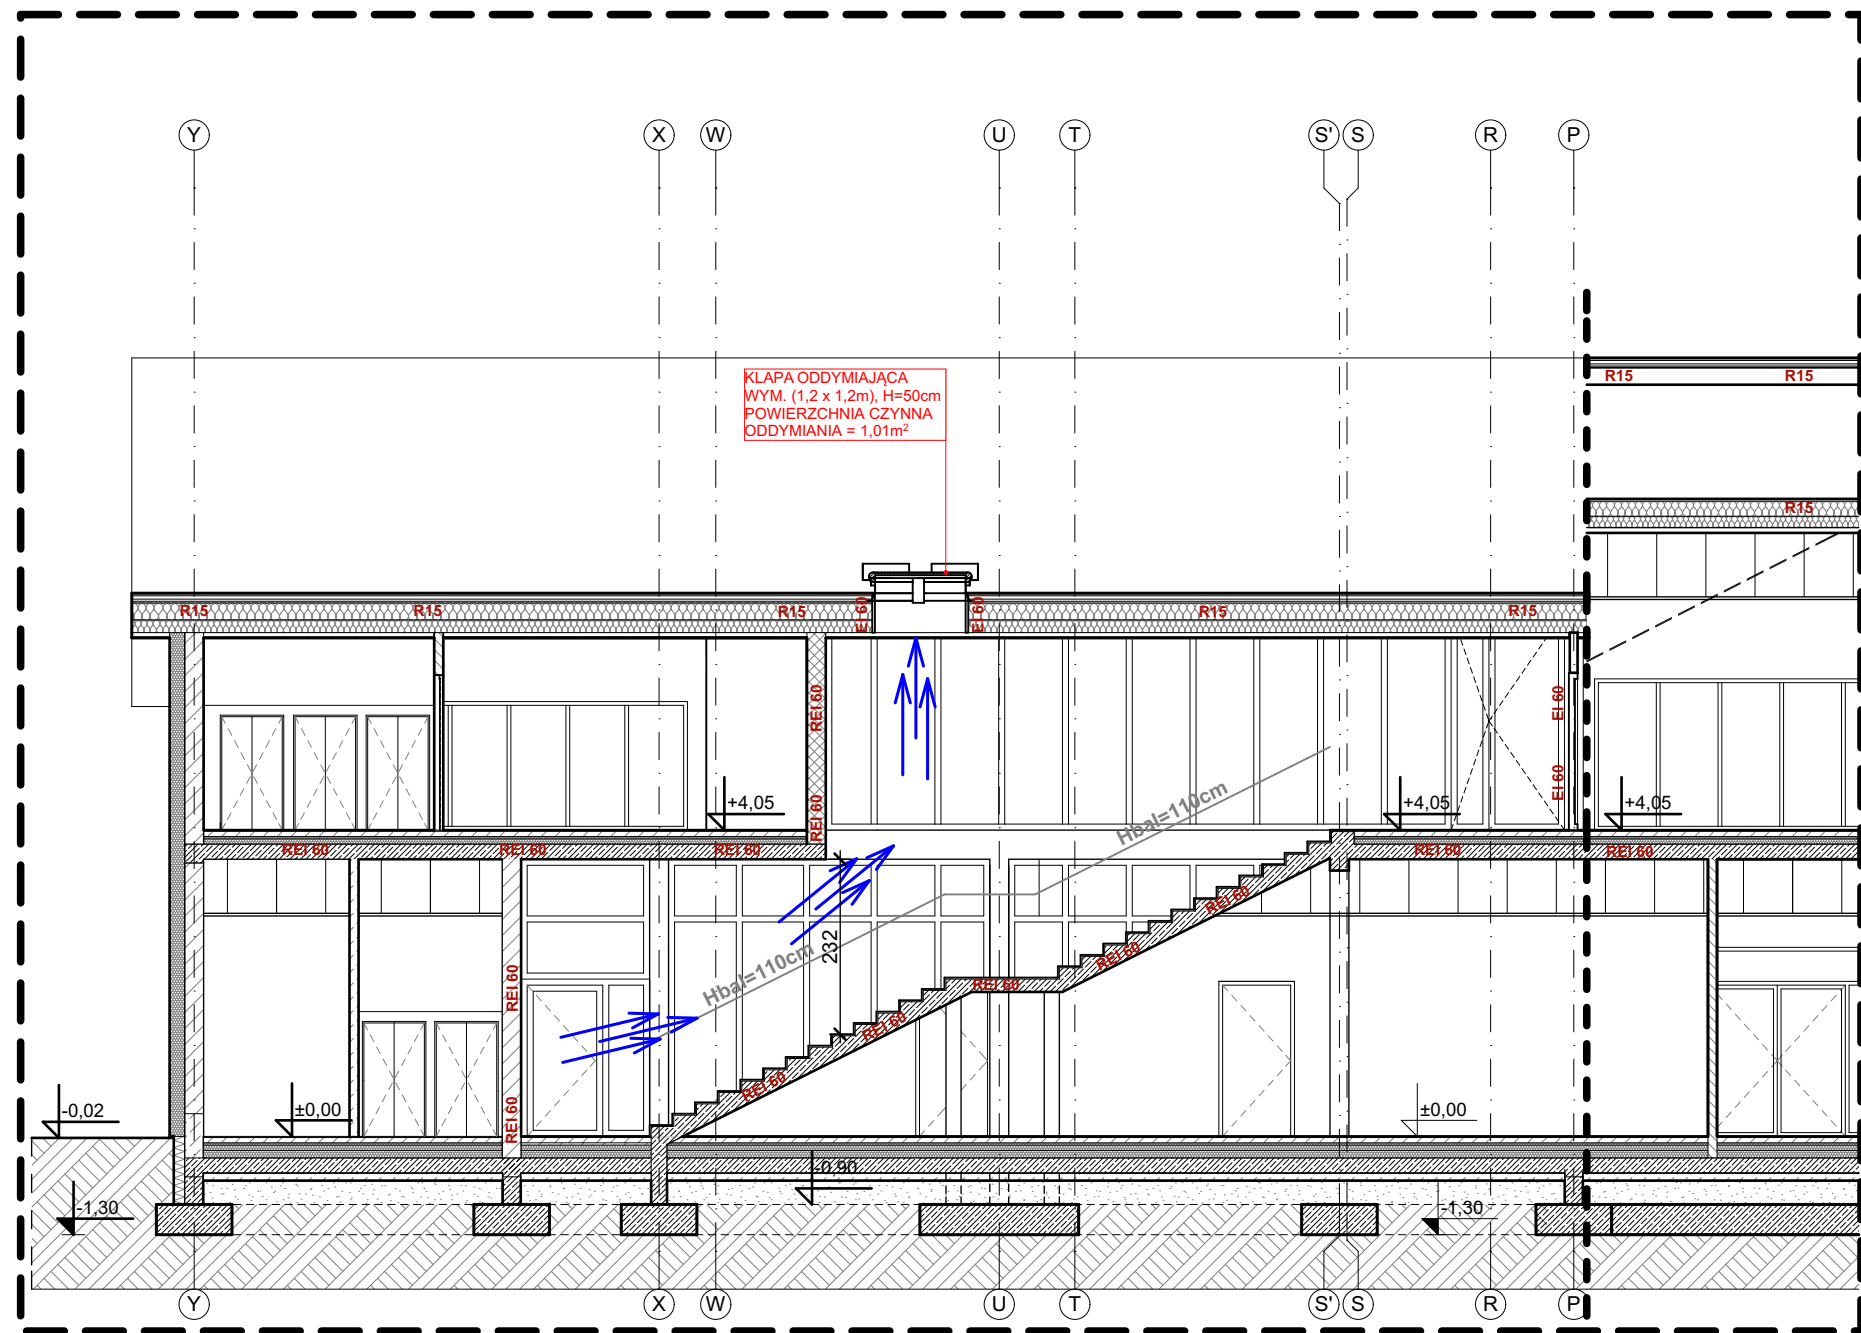 Y X W U T S' S R P
KLAPA ODDYMIAJĄCA
WYM. (1,2 x 1,2m), H=50cm
POWIERZCHNIA CZYNNA
ODDYMIANIA = 1,01m²
R15 R15
R15
R15 R15 R15 EI 60 EI 60 R15 R15
REI 60 EI 60
REI 60 EI 60
+4,05 +4,05 +4,05
Hbal=110cm
REI 60 REI 60 REI 60 REI 60 REI 60
REI 60
232
REI 60
Hbal=110cm
REI 60 REI 60
REI 60
REI 60
-0,02 ±0,00 REI 60 ±0,00
-0,90
-1,30 -1,30
Y X W U T S' S R P